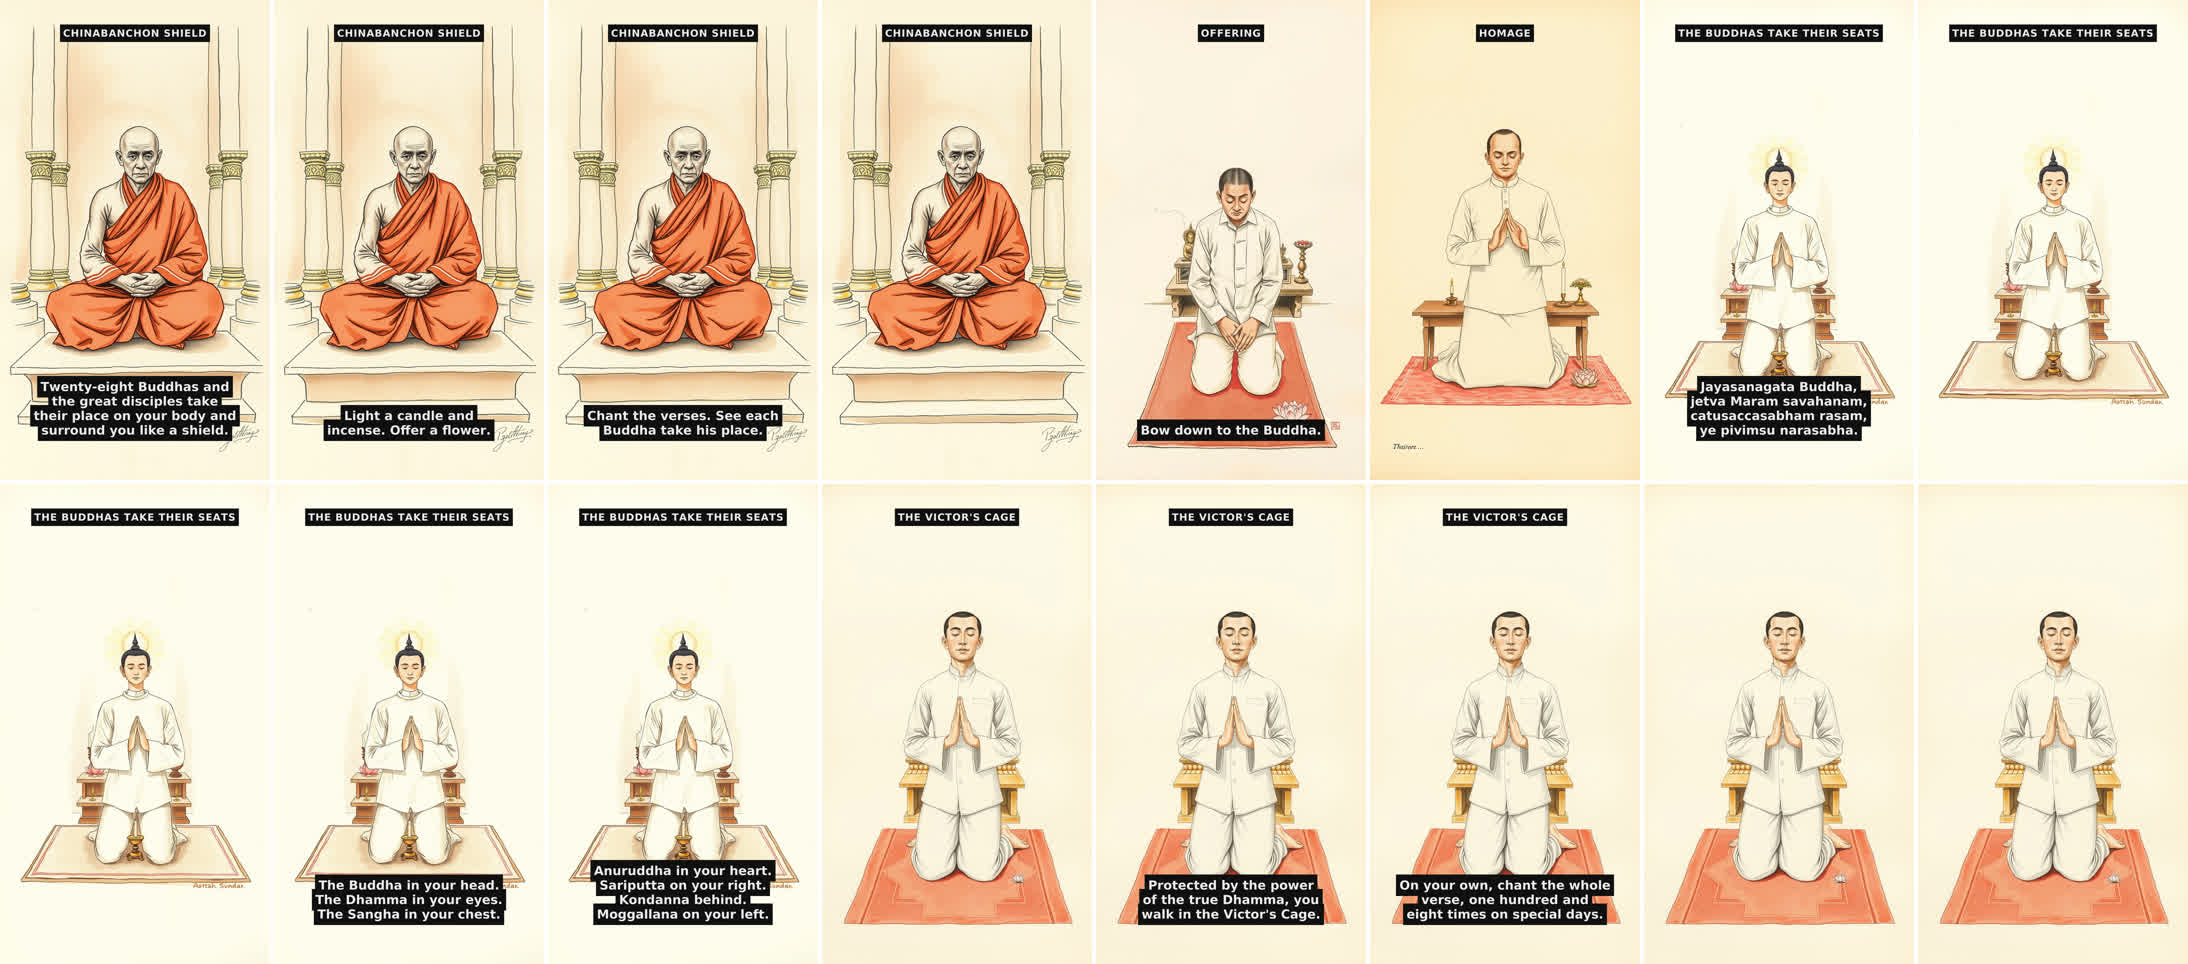 CHINABANCHON SHIELD
Twenty-eight Buddhas and
the great disciples take
their place on your body and
surround you like a shield.
CHINABANCHON SHIELD
Light a candle and
incense. Offer a flower.
CHINABANCHON SHIELD
Chant the verses. See each
Buddha take his place.
CHINABANCHON SHIELD
OFFERING
Bow down to the Buddha.
HOMAGE
THE BUDDHAS TAKE THEIR SEATS
Jayasanagata Buddha,
jetva Maram savahanam,
catusaccasabham rasam,
ye pivimsu narasabha.
THE BUDDHAS TAKE THEIR SEATS
THE BUDDHAS TAKE THEIR SEATS
THE BUDDHAS TAKE THEIR SEATS
The Buddha in your head.
The Dhamma in your eyes.
The Sangha in your chest.
THE BUDDHAS TAKE THEIR SEATS
Anuruddha in your heart.
Sariputta on your right.
Kondanna behind.
Moggallana on your left.
THE VICTOR'S CAGE
THE VICTOR'S CAGE
Protected by the power
of the true Dhamma, you
walk in the Victor's Cage.
THE VICTOR'S CAGE
On your own, chant the whole
verse, one hundred and
eight times on special days.